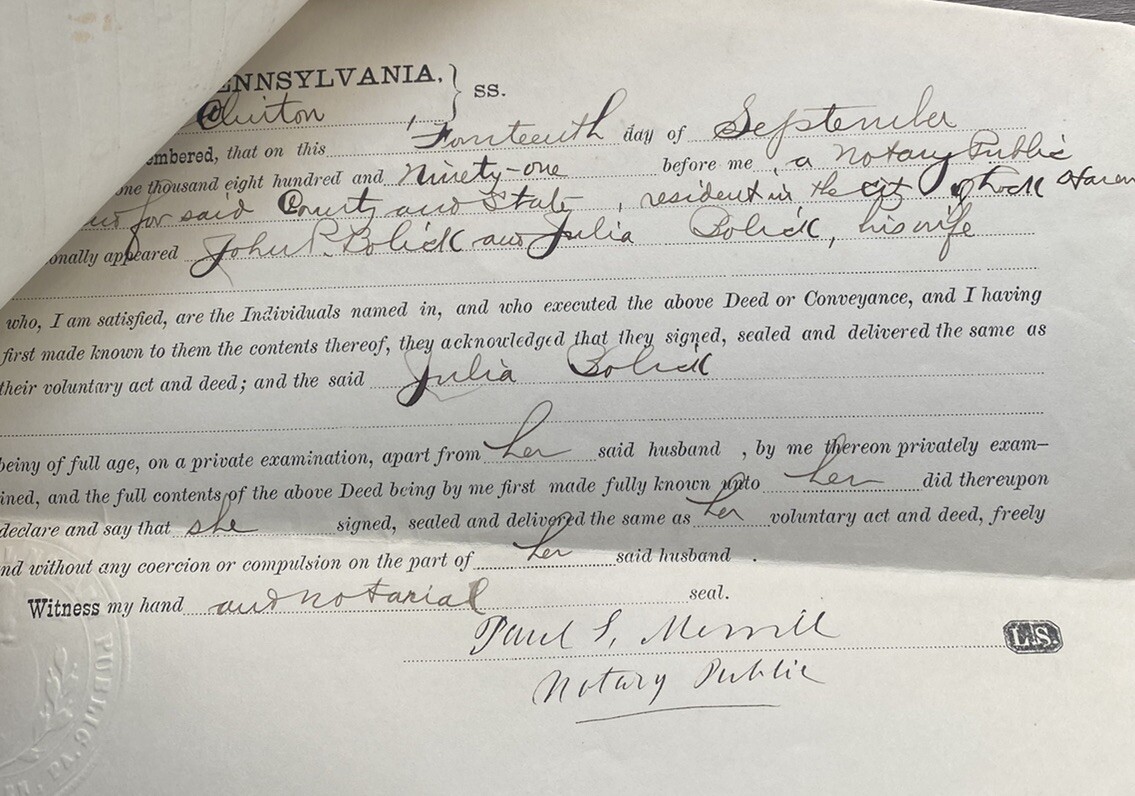 ENNSYLVANIA, } ss.
Clinton
embered, that on this Fourteenth day of September
one thousand eight hundred and Ninety-one before me, a Notary Public
for said County and State, resident in the city of Lock Haven
onally appeared John P. Bolick and Julia Bolick, his wife
who, I am satisfied, are the Individuals named in, and who executed the above Deed or Conveyance, and I having
first made known to them the contents thereof, they acknowledged that they signed, sealed and delivered the same as
their voluntary act and deed; and the said Julia Bolick
beiny of full age, on a private examination, apart from her said husband , by me thereon privately exam–
ined, and the full contents of the above Deed being by me first made fully known unto her did thereupon
declare and say that she signed, sealed and delivered the same as her voluntary act and deed, freely
nd without any coercion or compulsion on the part of her said husband .
Witness my hand and notarial seal.
Paul S. Merrill L.S.
Notary Public
PUBLIC
PA.